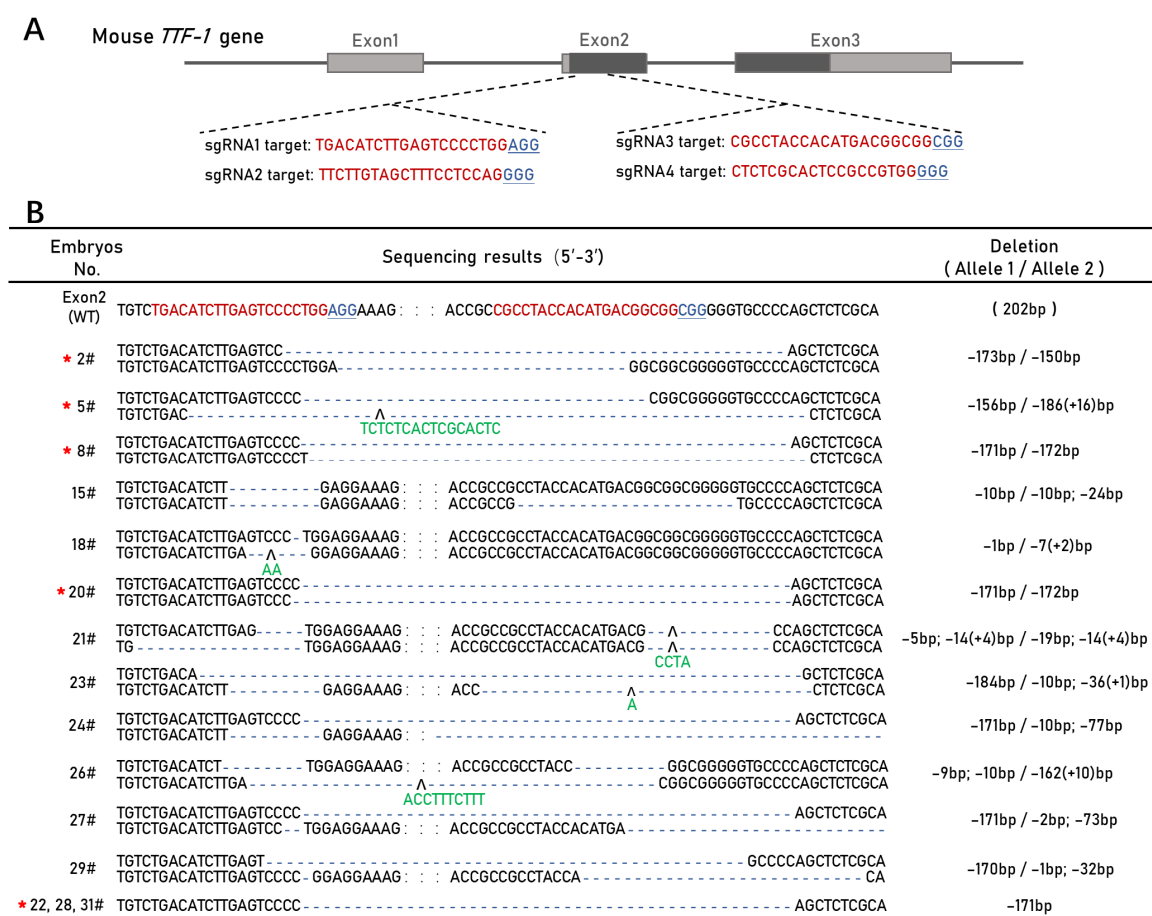 A
Mouse TTF-1 gene
Exon1 Exon2 Exon3
sgRNA1 target: TGACATCTTGAGTCCCCTGGAGG
sgRNA2 target: TTCTTGTAGCTTTCCTCCAGGGG
sgRNA3 target: CGCCTACCACATGACGGCGGCGG
sgRNA4 target: CTCTCGCACTCCGCCGTGGGGG
B
Embryos No. Sequencing results (5′-3′) Deletion ( Allele 1 / Allele 2 )
Exon2 (WT) TGTCTGACATCTTGAGTCCCCTGGAGGAAAG: : : ACCGCCGCCTACCACATGACGGCGGCGGGGGTGCCCCAGCTCTCGCA ( 202bp )
* 2# TGTCTGACATCTTGAGTCC------AGCTCTCGCA -173bp / -150bp
TGTCTGACATCTTGAGTCCCCTGGA------GGCGGCGGGGGTGCCCCAGCTCTCGCA
* 5# TGTCTGACATCTTGAGTCCCC------CGGCGGGGGTGCCCCAGCTCTCGCA -156bp / -186(+16)bp
TGTCTGAC------^------CTCTCGCA
TCTCTCACTCGCACTC
* 8# TGTCTGACATCTTGAGTCCCC------AGCTCTCGCA -171bp / -172bp
TGTCTGACATCTTGAGTCCCCT------CTCTCGCA
15# TGTCTGACATCTT----------GAGGAAAG: : : ACCGCCGCCTACCACATGACGGCGGCGGGGGTGCCCCAGCTCTCGCA -10bp / -10bp; -24bp
TGTCTGACATCTT----------GAGGAAAG: : : ACCGCCG------TGCCCCAGCTCTCGCA
18# TGTCTGACATCTTGAGTCCC-TGGAGGAAAG: : : ACCGCCGCCTACCACATGACGGCGGCGGGGGTGCCCCAGCTCTCGCA -1bp / -7(+2)bp
TGTCTGACATCTTGA--^----GGAGGAAAG: : : ACCGCCGCCTACCACATGACGGCGGCGGGGGTGCCCCAGCTCTCGCA
AA
* 20# TGTCTGACATCTTGAGTCCCC------AGCTCTCGCA -171bp / -172bp
TGTCTGACATCTTGAGTCCC------AGCTCTCGCA
21# TGTCTGACATCTTGAG-----TGGAGGAAAG: : : ACCGCCGCCTACCACATGACG--^------CCAGCTCTCGCA -5bp; -14(+4)bp / -19bp; -14(+4)bp
TG------TGGAGGAAAG: : : ACCGCCGCCTACCACATGACG--^------CCAGCTCTCGCA
CCTA
23# TGTCTGACA------GCTCTCGCA -184bp / -10bp; -36(+1)bp
TGTCTGACATCTT----------GAGGAAAG: : : ACC------^------CTCTCGCA
A
24# TGTCTGACATCTTGAGTCCCC------AGCTCTCGCA -171bp / -10bp; -77bp
TGTCTGACATCTT----------GAGGAAAG: : ------
26# TGTCTGACATCT---------TGGAGGAAAG: : : ACCGCCGCCTACC----------GGCGGGGGTGCCCCAGCTCTCGCA -9bp; -10bp / -162(+10)bp
TGTCTGACATCTTGA------^------CGGCGGGGGTGCCCCAGCTCTCGCA
ACCTTTCTTT
27# TGTCTGACATCTTGAGTCCCC------AGCTCTCGCA -171bp / -2bp; -73bp
TGTCTGACATCTTGAGTCC--TGGAGGAAAG: : : ACCGCCGCCTACCACATGA------
29# TGTCTGACATCTTGAGT------GCCCCAGCTCTCGCA -170bp / -1bp; -32bp
TGTCTGACATCTTGAGTCCCC-GGAGGAAAG: : : ACCGCCGCCTACCA------CA
* 22, 28, 31# TGTCTGACATCTTGAGTCCCC------AGCTCTCGCA -171bp